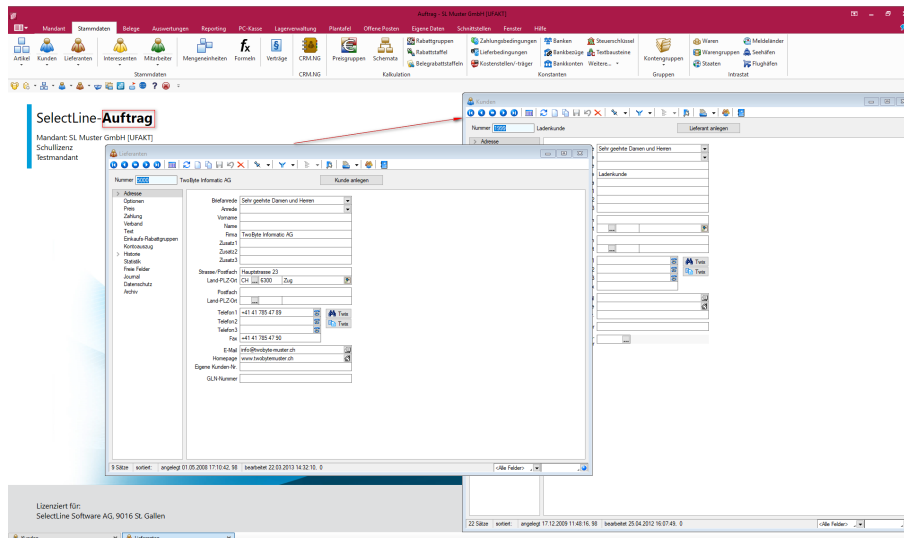 Auftrag - SL Muster GmbH [UFAKT]
Mandant Stammdaten Belege Auswertungen Reporting PC-Kasse Lagerverwaltung Plantafel Offene Posten Eigene Daten Schnittstellen Fenster Hilfe
Artikel Kunden Lieferanten Interessenten Mitarbeiter Mengeneinheiten Formeln Verträge CRM.NG Preisgruppen Schemata
Rabattgruppen
Rabattstaffel
Belegrabattstaffeln
Zahlungsbedingungen
Lieferbedingungen
Kostenstellen/-träger
Banken
Bankbezüge
Bankkonten
Steuerschlüssel
Textbausteine
Weitere...
Kontengruppen
Waren
Warengruppen
Staaten
Meldeländer
Seehäfen
Flughäfen
Stammdaten CRM.NG Kalkulation Konstanten Gruppen Intrastat
SelectLine-Auftrag
Mandant: SL Muster GmbH [UFAKT]
Schullizenz
Testmandant
Kunden
Nummer Ladenkunde Lieferant anlegen
Adresse
Sehr geehrte Damen und Herren
Ladenkunde
Twix
Twix
22 Sätze sortiert: angelegt 17.12.2009 11:48:16, 98 bearbeitet 25.04.2012 16:07:49, 0 <Alle Felder>
Lieferanten
Nummer TwoByte Informatic AG Kunde anlegen
Adresse
Optionen
Preis
Zahlung
Verband
Text
Einkaufs-Rabattgruppen
Kontoauszug
Historie
Statistik
Freie Felder
Journal
Datenschutz
Archiv
Briefanrede Sehr geehrte Damen und Herren
Anrede
Vorname
Name
Firma TwoByte Informatic AG
Zusatz1
Zusatz2
Zusatz3
Strasse/Postfach Hauptstrasse 23
Land-PLZ-Ort CH ... 6300 Zug
Postfach
Land-PLZ-Ort ...
Telefon1 +41 41 785 47 89 Twix
Telefon2 Twix
Telefon3
Fax +41 41 785 47 90
E-Mail info@twobyte-muster.ch
Homepage www.twobytemuster.ch
Eigene Kunden-Nr.
GLN-Nummer
9 Sätze sortiert: angelegt 01.05.2008 17:10:42, 98 bearbeitet 22.03.2013 14:32:10, 0 <Alle Felder>
Lizenziert für:
SelectLine Software AG, 9016 St. Gallen
Kunden Lieferanten